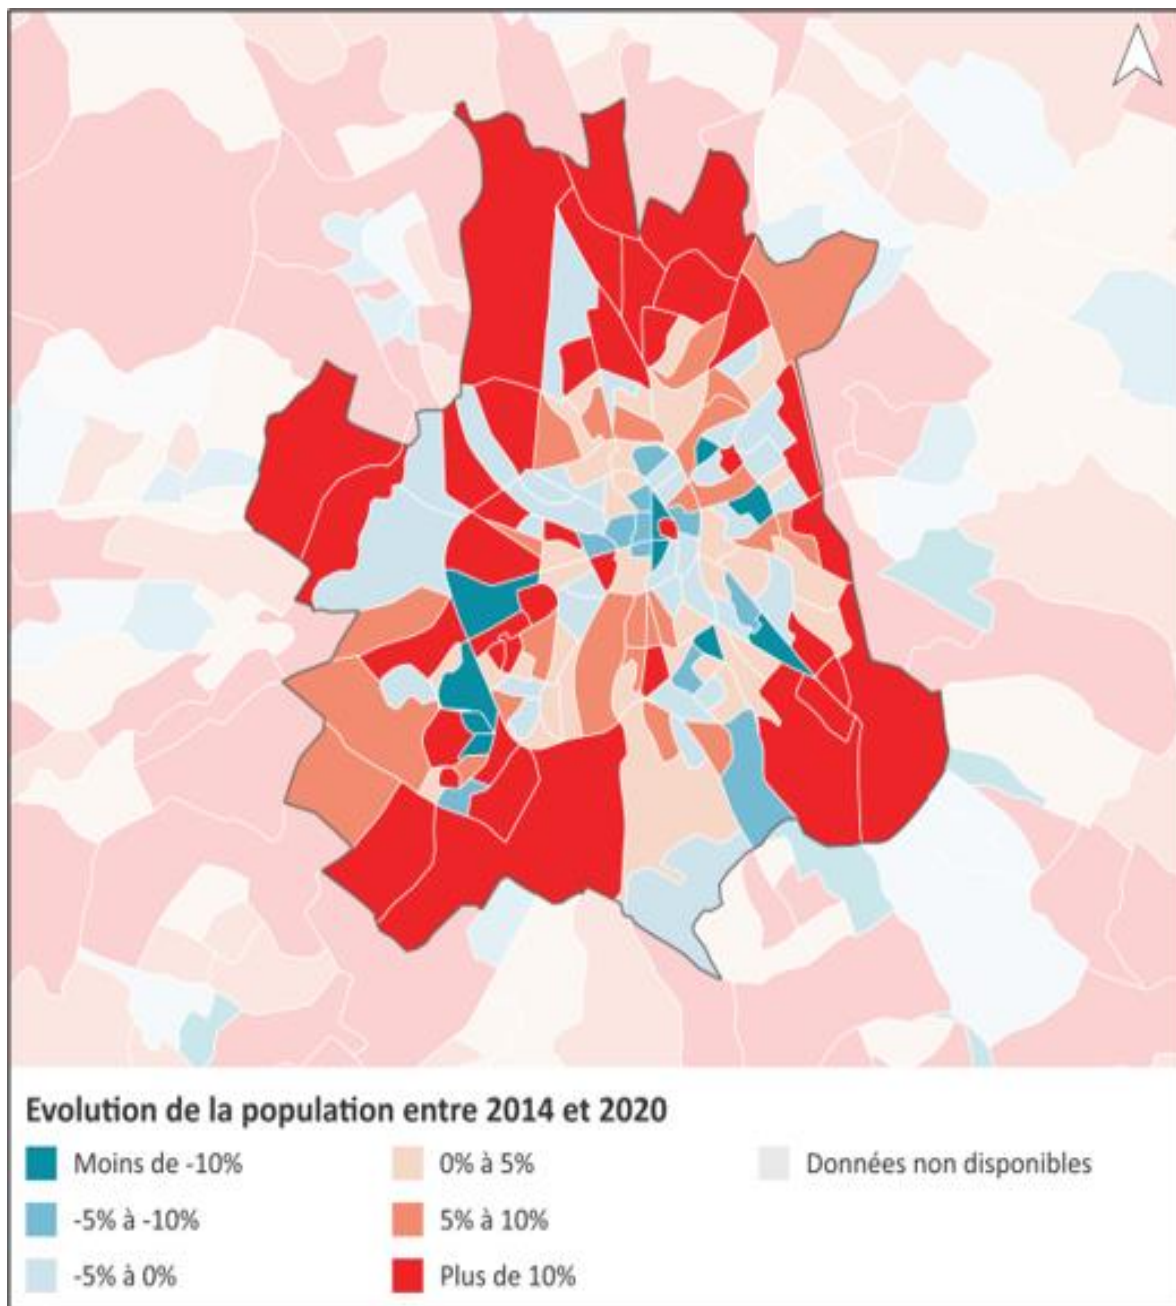 Evolution de la population entre 2014 et 2020
Moins de -10%
-5% à -10%
-5% à 0%
0% à 5%
5% à 10%
Plus de 10%
Données non disponibles